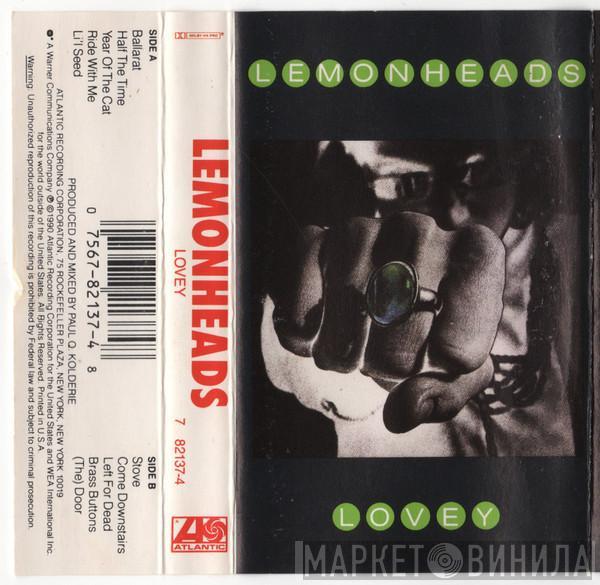 SIDE A
Ballarat
Half The Time
Year Of The Cat
Ride With Me
Li'l Seed
0 7567-82137-4 8
SIDE B
Stove
Come Downstairs
Left For Dead
Brass Buttons
(The) Door
PRODUCED AND MIXED BY PAUL Q. KOLDERIE
ATLANTIC RECORDING CORPORATION, 75 ROCKEFELLER PLAZA, NEW YORK, NEW YORK 10019
A Warner Communications Company ℗©1990 Atlantic Recording Corporation for the United States and WEA International Inc.
for the world outside of the United States. All Rights Reserved. Printed in U.S.A.
Warning: Unauthorized reproduction of this recording is prohibited by Federal law and subject to criminal prosecution.
DOLBY HX PRO
LEMONHEADS
LOVEY
7 82137-4
ATLANTIC
LEMONHEADS
LOVEY
МАРКЕТ ВИНИЛА